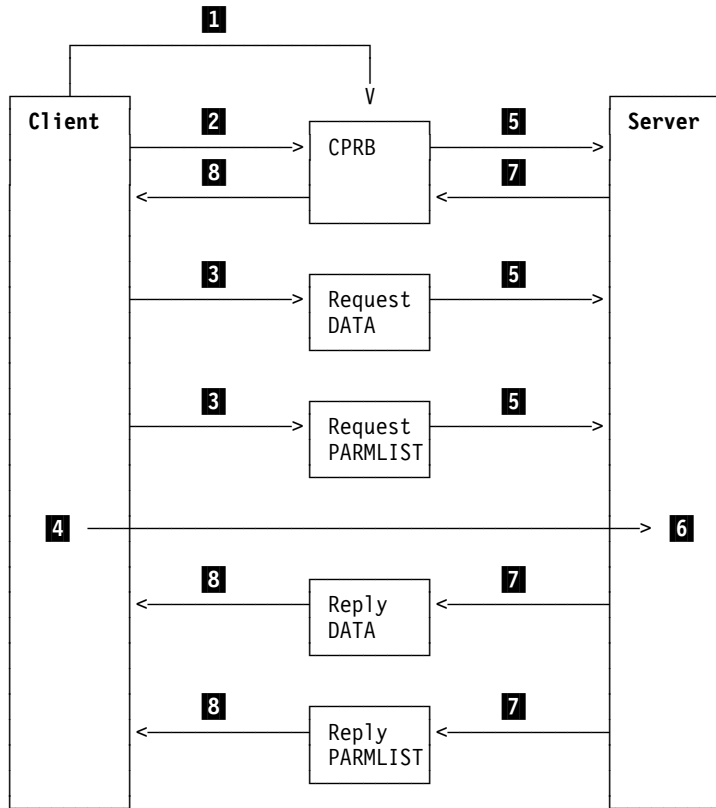 1
Client
2
CPRB
5
Server
8
7
3
Request
DATA
5
3
Request
PARMLIST
5
4
6
8
Reply
DATA
7
8
Reply
PARMLIST
7